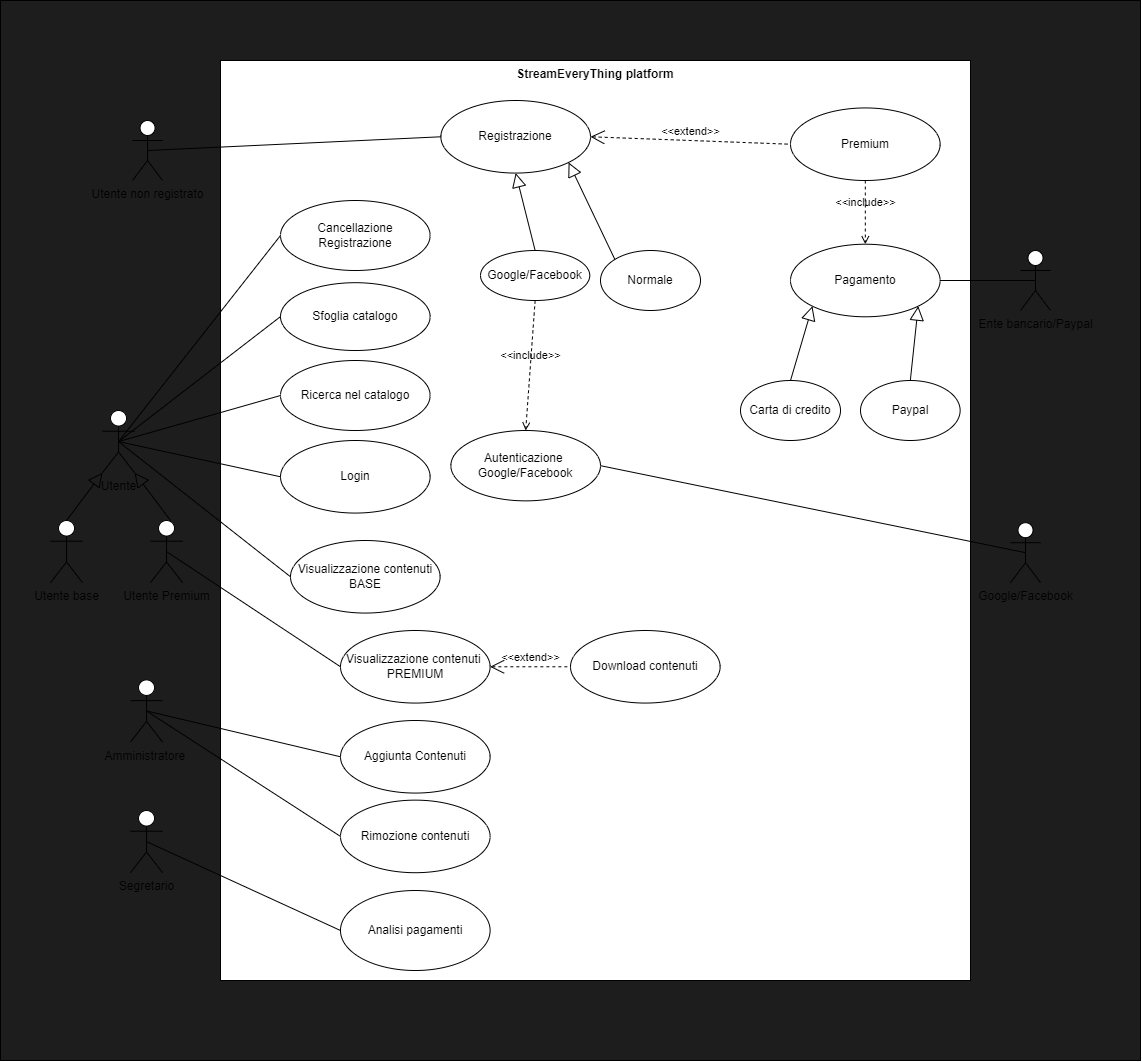 StreamEveryThing platform
Registrazione
<<extend>>
Premium
Utente non registrato
<<include>>
Cancellazione
Registrazione
Google/Facebook
Normale
Pagamento
Ente bancario/Paypal
Sfoglia catalogo
<<include>>
Ricerca nel catalogo
Carta di credito
Paypal
Utente
Login
Autenticazione
Google/Facebook
Visualizzazione contenuti
BASE
Utente base
Utente Premium
Google/Facebook
Visualizzazione contenuti
PREMIUM
<<extend>>
Download contenuti
Amministratore
Aggiunta Contenuti
Rimozione contenuti
Segretario
Analisi pagamenti